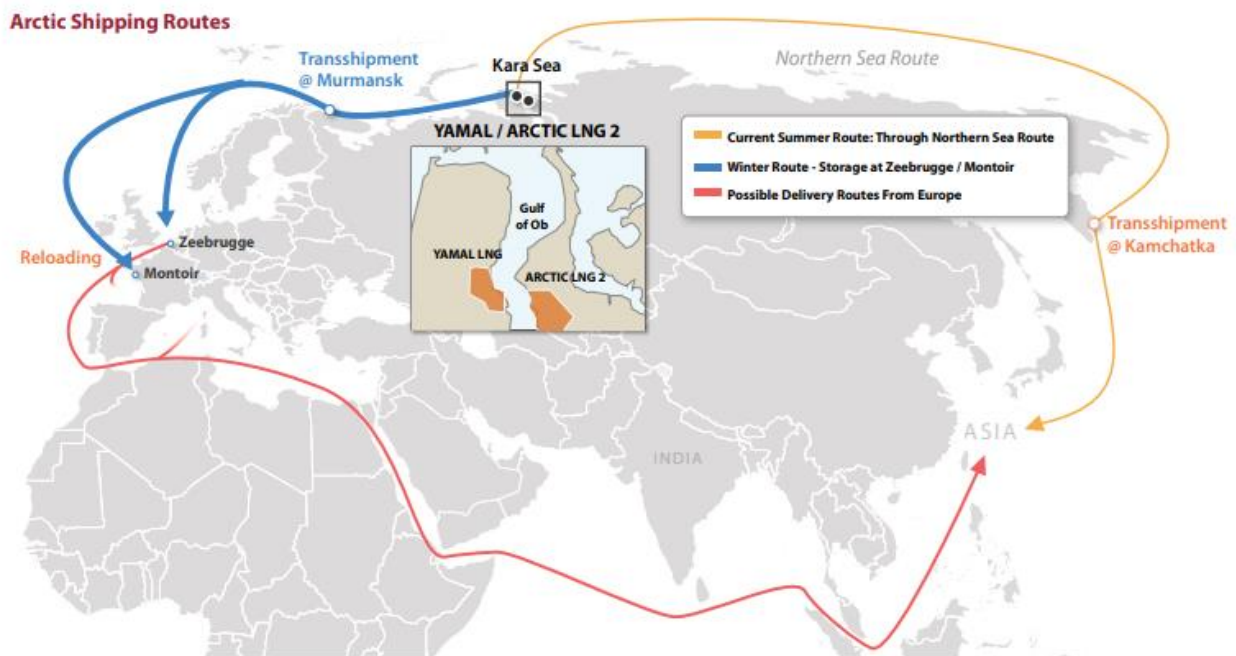 Arctic Shipping Routes
Transshipment
@ Murmansk
Kara Sea
Northern Sea Route
YAMAL / ARCTIC LNG 2
Current Summer Route: Through Northern Sea Route
Winter Route - Storage at Zeebrugge / Montoir
Possible Delivery Routes From Europe
Gulf
of Ob
YAMAL LNG
ARCTIC LNG 2
Transshipment
@ Kamchatka
Zeebrugge
Reloading
Montoir
ASIA
INDIA